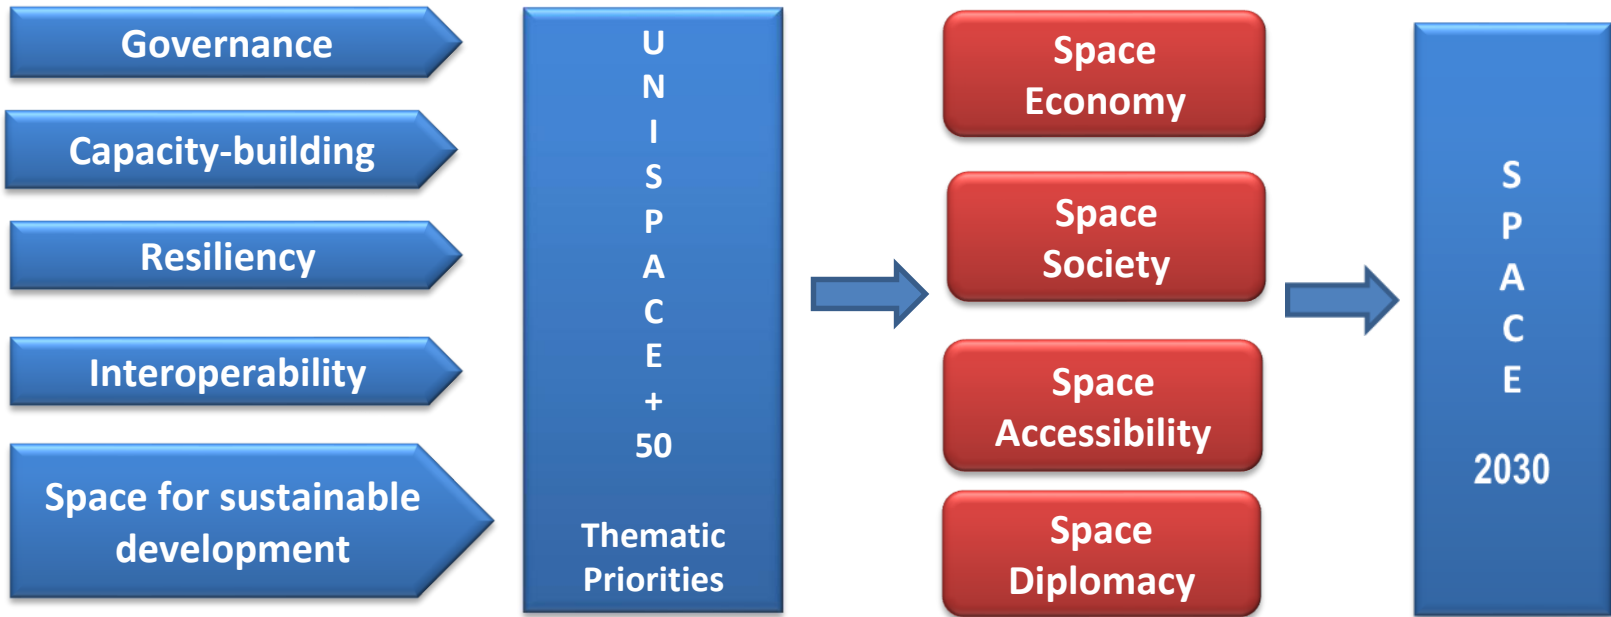 Governance
Capacity-building
Resiliency
Interoperability
Space for sustainable
development
U
N
I
S
P
A
C
E
+
50
Thematic
Priorities
Space
Economy
Space
Society
Space
Accessibility
Space
Diplomacy
S
P
A
C
E
2030